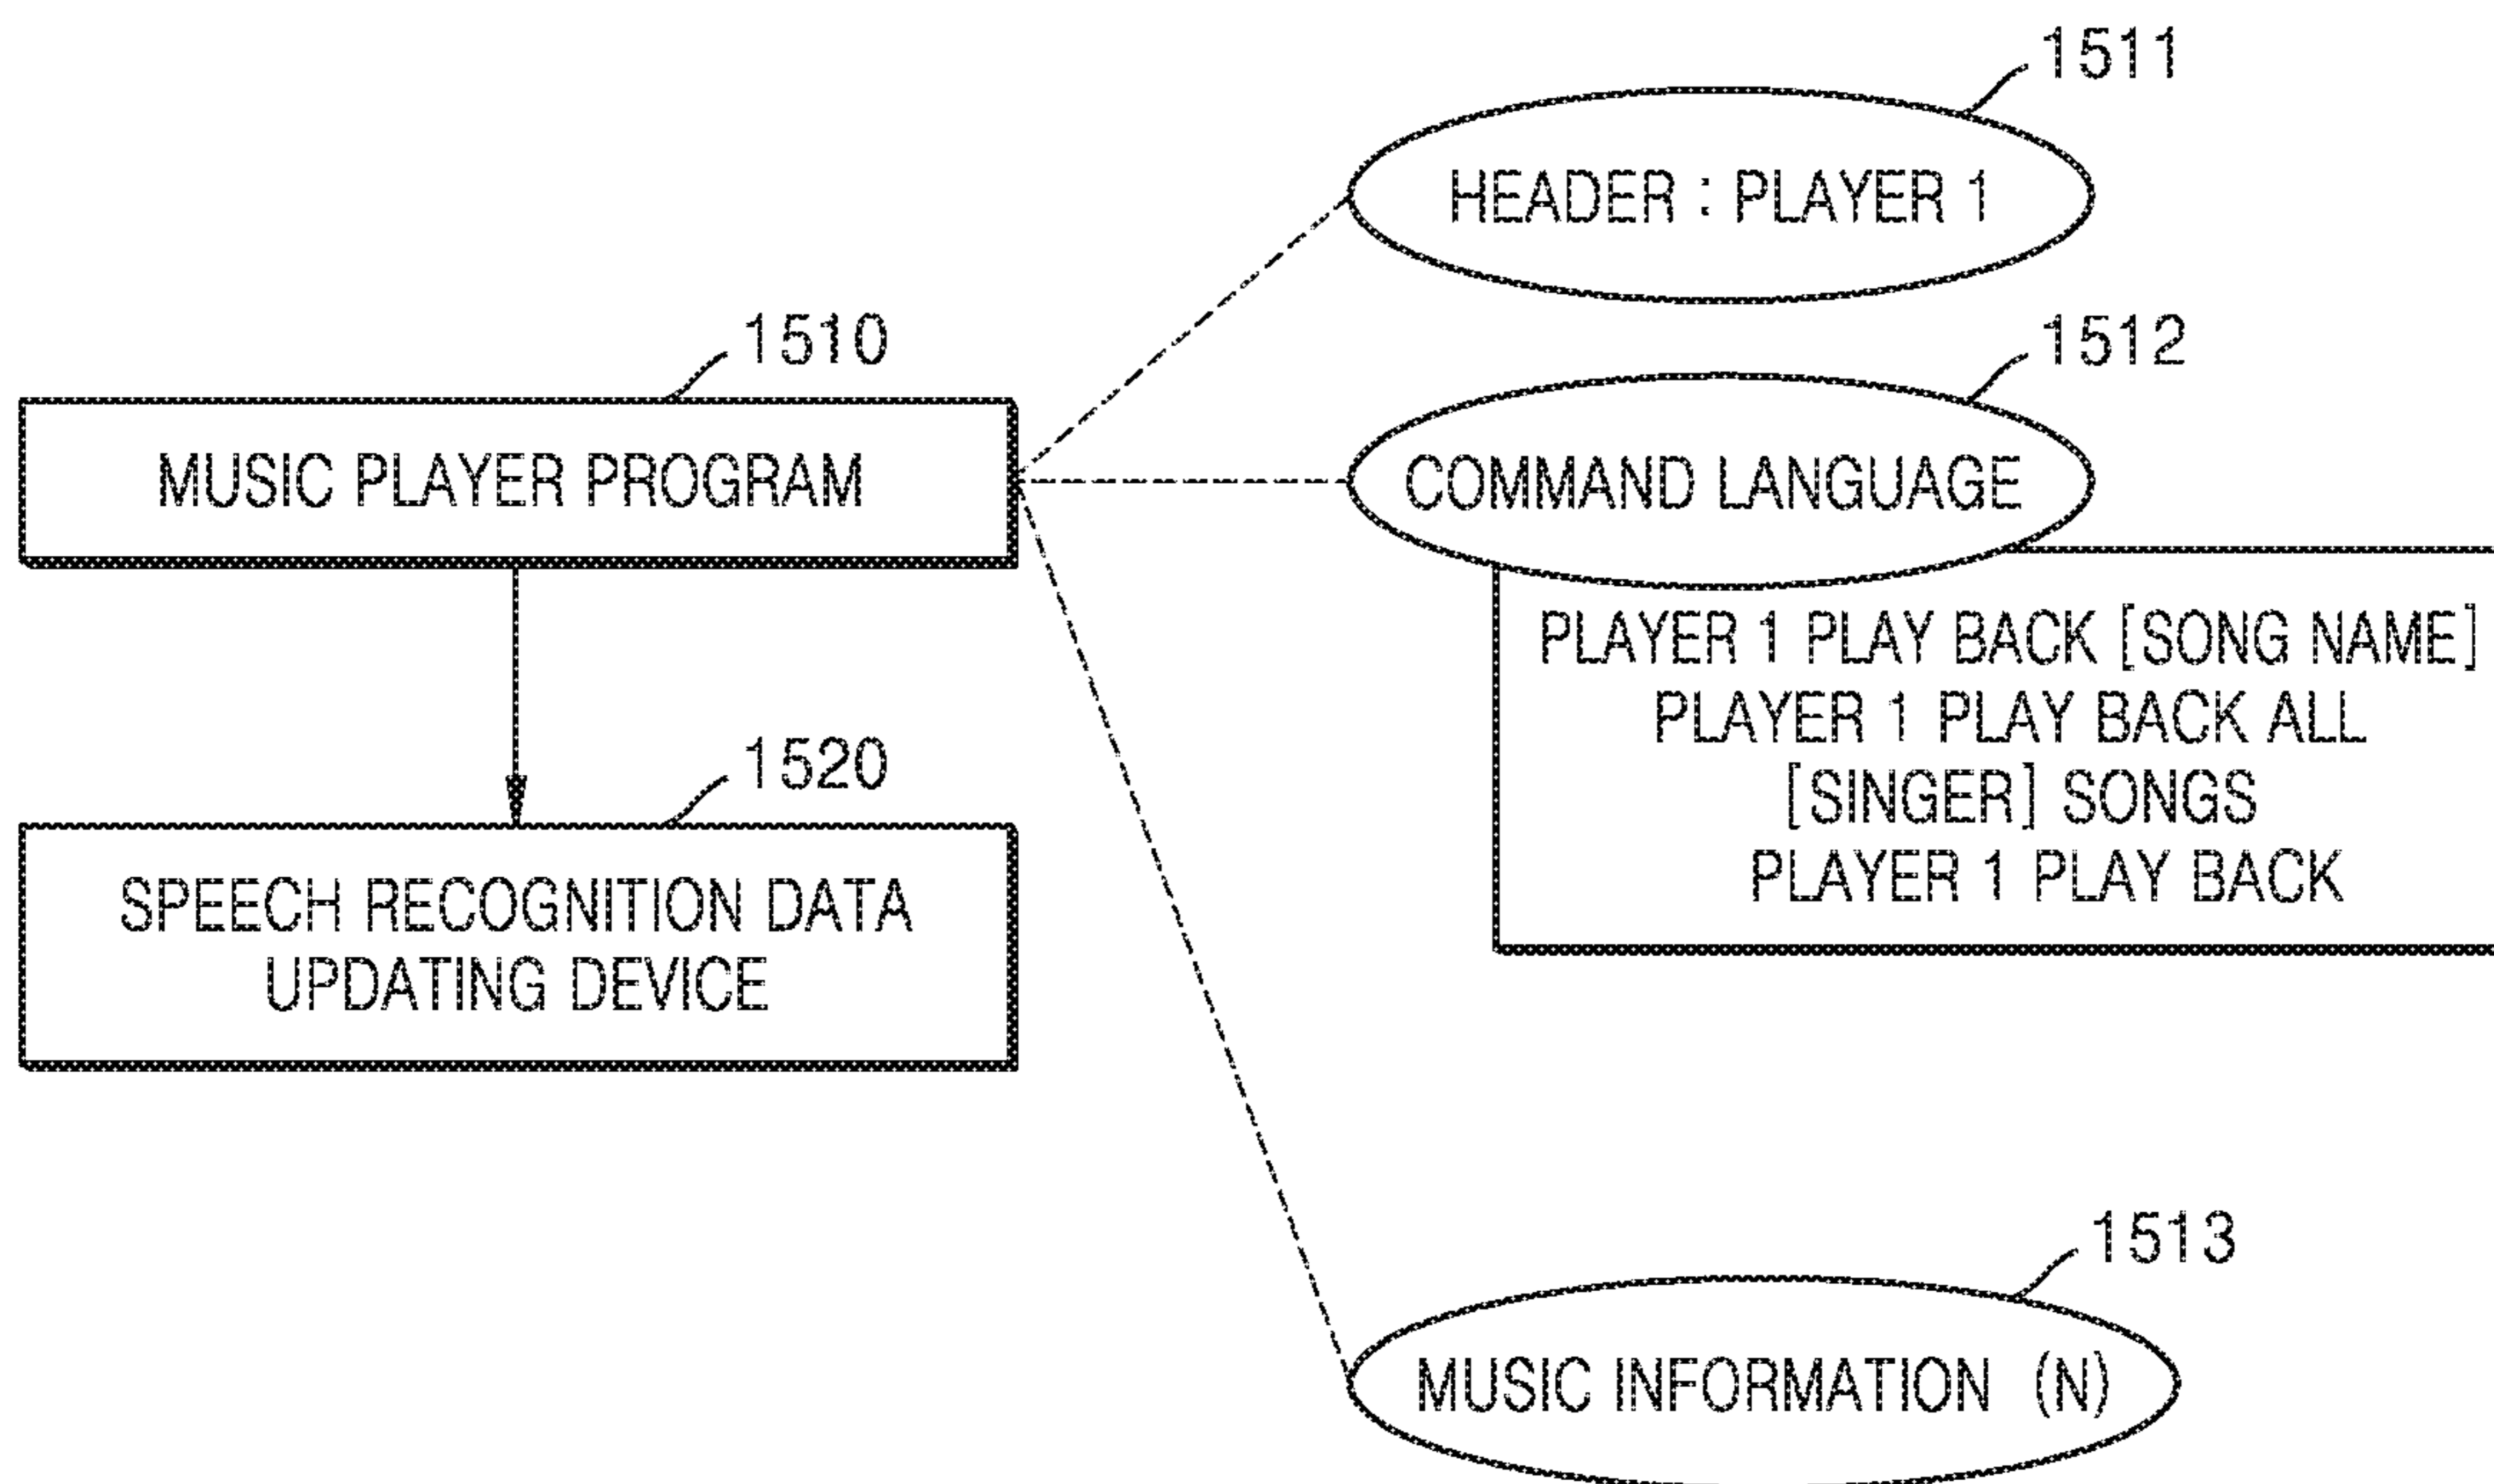 1511
HEADER : PLAYER 1
1510
1512
MUSIC PLAYER PROGRAM
COMMAND LANGUAGE
PLAYER 1 PLAY BACK [SONG NAME]
PLAYER 1 PLAY BACK ALL
[SINGER] SONGS
PLAYER 1 PLAY BACK
1520
SPEECH RECOGNITION DATA
UPDATING DEVICE
1513
MUSIC INFORMATION (N)